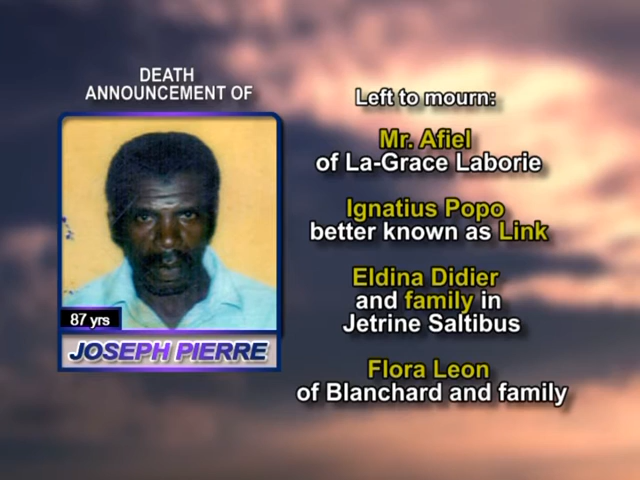 DEATH
ANNOUNCEMENT OF
87 yrs
JOSEPH PIERRE
Left to mourn:
Mr. Afiel
of La-Grace Laborie
Ignatius Popo
better known as Link
Eldina Didier
and family in
Jetrine Saltibus
Flora Leon
of Blanchard and family